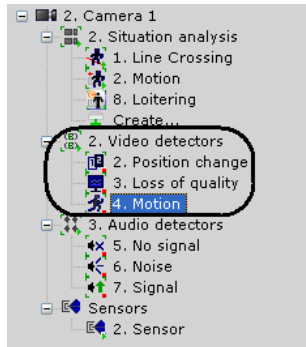 2. Camera 1
2. Situation analysis
1. Line Crossing
2. Motion
8. Loitering
Create...
2. Video detectors
2. Position change
3. Loss of quality
4. Motion
3. Audio detectors
5. No signal
6. Noise
7. Signal
Sensors
2. Sensor